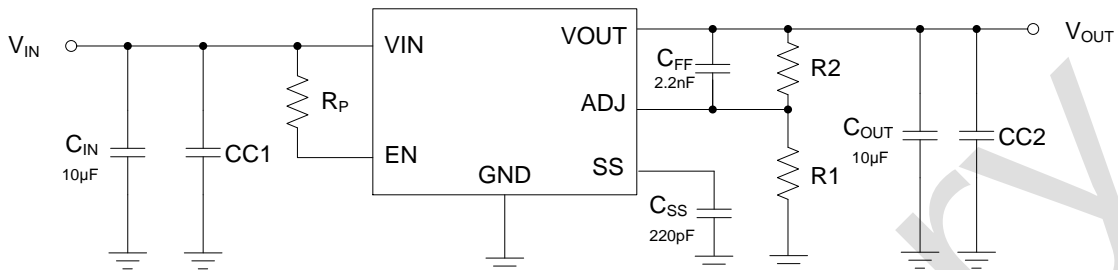 VIN
VIN
VOUT
VOUT
CFF
2.2nF
R2
RP
ADJ
CIN
10µF
CC1
EN
COUT
10µF
CC2
GND
SS
R1
CSS
220pF
ry